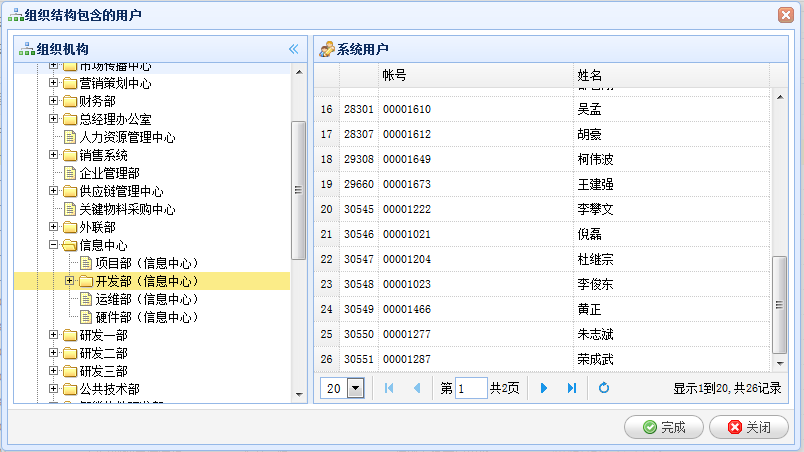 组织结构包含的用户
组织机构
市场传播中心
营销策划中心
财务部
总经理办公室
人力资源管理中心
销售系统
企业管理部
供应链管理中心
关键物料采购中心
外联部
信息中心
项目部（信息中心）
开发部（信息中心）
运维部（信息中心）
硬件部（信息中心）
研发一部
研发二部
研发三部
公共技术部
系统用户
帐号 姓名
16 28301 00001610 吴孟
17 28307 00001612 胡豪
18 29308 00001649 柯伟波
19 29660 00001673 王建强
20 30545 00001222 李攀文
21 30546 00001021 倪磊
22 30547 00001204 杜继宗
23 30548 00001023 李俊东
24 30549 00001466 黄正
25 30550 00001277 朱志斌
26 30551 00001287 荣成武
20 第 1 共2页 显示1到20, 共26记录
完成 关闭